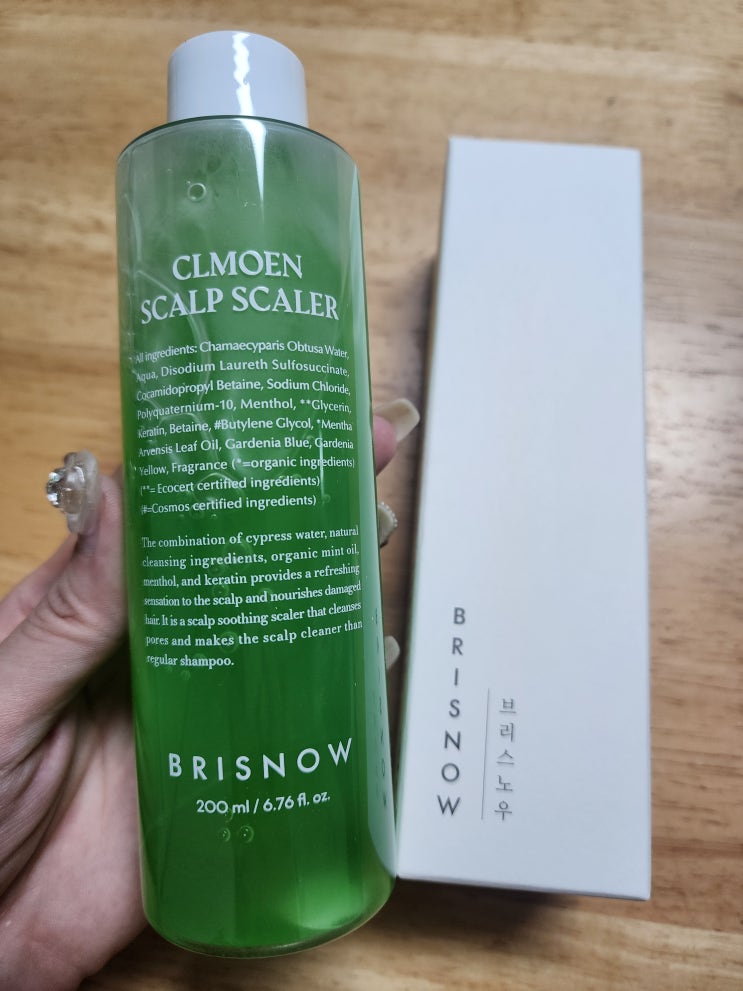 CLMOEN
SCALP SCALER
All ingredients: Chamaecyparis Obtusa Water,
Aqua, Disodium Laureth Sulfosuccinate,
Cocamidopropyl Betaine, Sodium Chloride,
Polyquaternium-10, Menthol, **Glycerin,
Keratin, Betaine, #Butylene Glycol, *Mentha
Arvensis Leaf Oil, Gardenia Blue, Gardenia
Yellow, Fragrance (*=organic ingredients)
(**=Ecocert certified ingredients)
(#=Cosmos certified ingredients)
The combination of cypress water, natural
cleansing ingredients, organic mint oil,
menthol, and keratin provides a refreshing
sensation to the scalp and nourishes damaged
hair. It is a scalp soothing scaler that cleanses
pores and makes the scalp cleaner than
regular shampoo.
BRISNOW
200 ml / 6.76 fl. oz.
BRISNOW
브리스노우